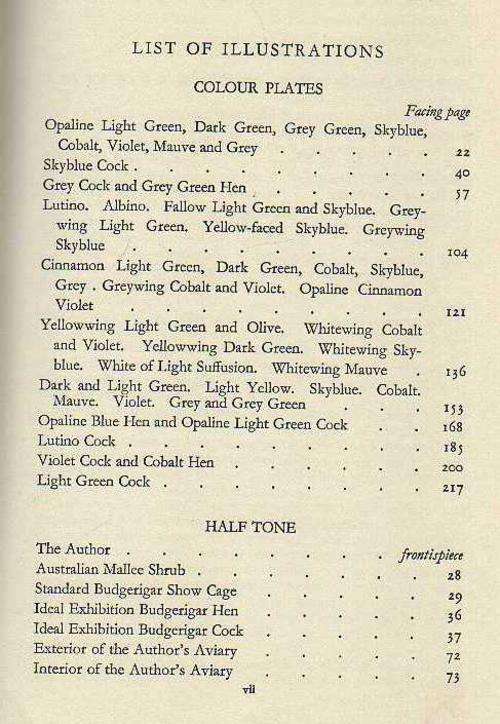 LIST OF ILLUSTRATIONS
COLOUR PLATES
Facing page
Opaline Light Green, Dark Green, Grey Green, Skyblue,
Cobalt, Violet, Mauve and Grey . . . . . 22
Skyblue Cock . . . . . . . . . 40
Grey Cock and Grey Green Hen . . . . . . 57
Lutino. Albino. Fallow Light Green and Skyblue. Grey-
wing Light Green. Yellow-faced Skyblue. Greywing
Skyblue . . . . . . . . . 104
Cinnamon Light Green, Dark Green, Cobalt, Skyblue,
Grey . Greywing Cobalt and Violet. Opaline Cinnamon
Violet . . . . . . . . . 121
Yellowwing Light Green and Olive. Whitewing Cobalt
and Violet. Yellowwing Dark Green. Whitewing Sky-
blue. White of Light Suffusion. Whitewing Mauve . 136
Dark and Light Green. Light Yellow. Skyblue. Cobalt.
Mauve. Violet. Grey and Grey Green . . . 153
Opaline Blue Hen and Opaline Light Green Cock . . 168
Lutino Cock . . . . . . . . . 185
Violet Cock and Cobalt Hen . . . . . . 200
Light Green Cock . . . . . . . . 217
HALF TONE
The Author . . . . . . . . frontispiece
Australian Mallee Shrub . . . . . . . 28
Standard Budgerigar Show Cage . . . . . 29
Ideal Exhibition Budgerigar Hen . . . . . 36
Ideal Exhibition Budgerigar Cock . . . . . 37
Exterior of the Author's Aviary . . . . . 72
Interior of the Author's Aviary . . . . . 73
vii